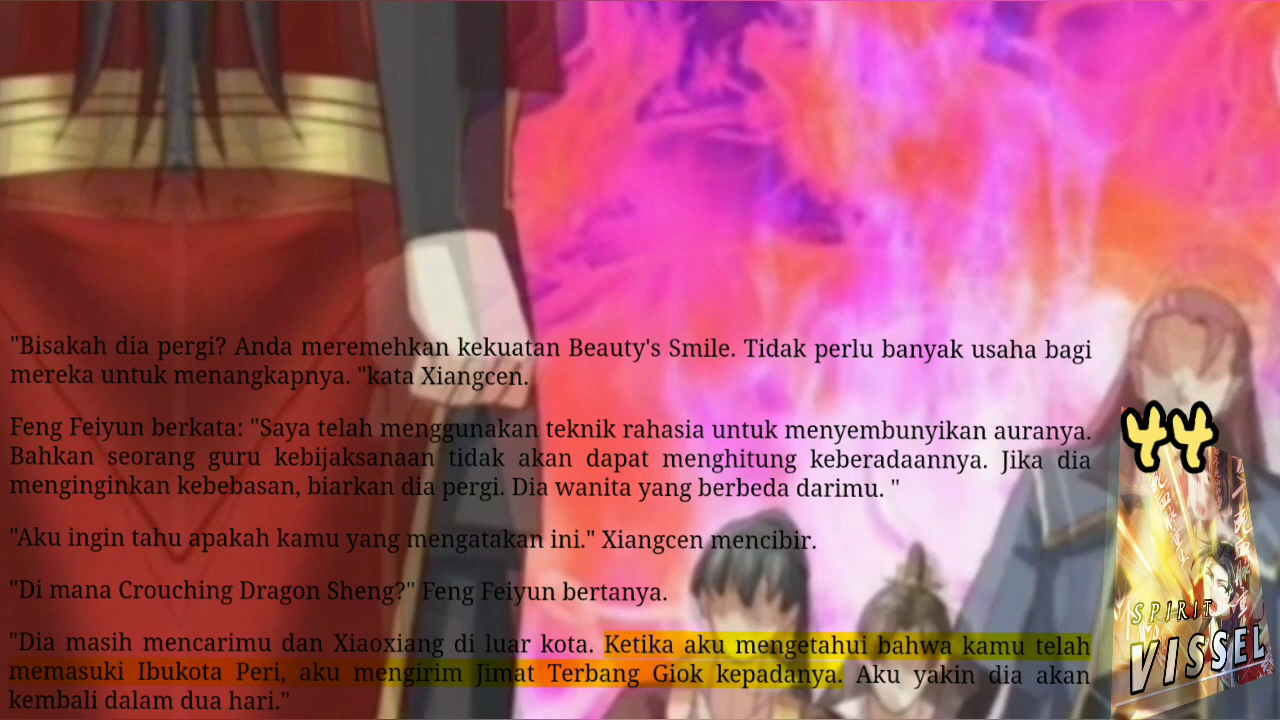 "Bisakah dia pergi? Anda meremehkan kekuatan Beauty's Smile. Tidak perlu banyak usaha bagi
mereka untuk menangkapnya. "kata Xiangcen.
Feng Feiyun berkata: "Saya telah menggunakan teknik rahasia untuk menyembunyikan auranya.
Bahkan seorang guru kebijaksanaan tidak akan dapat menghitung keberadaannya. Jika dia
menginginkan kebebasan, biarkan dia pergi. Dia wanita yang berbeda darimu. "
"Aku ingin tahu apakah kamu yang mengatakan ini." Xiangcen mencibir.
"Di mana Crouching Dragon Sheng?" Feng Feiyun bertanya.
"Dia masih mencarimu dan Xiaoxiang di luar kota. Ketika aku mengetahui bahwa kamu telah
memasuki Ibukota Peri, aku mengirim Jimat Terbang Giok kepadanya. Aku yakin dia akan
kembali dalam dua hari."
44
SPIRIT
VISSEL